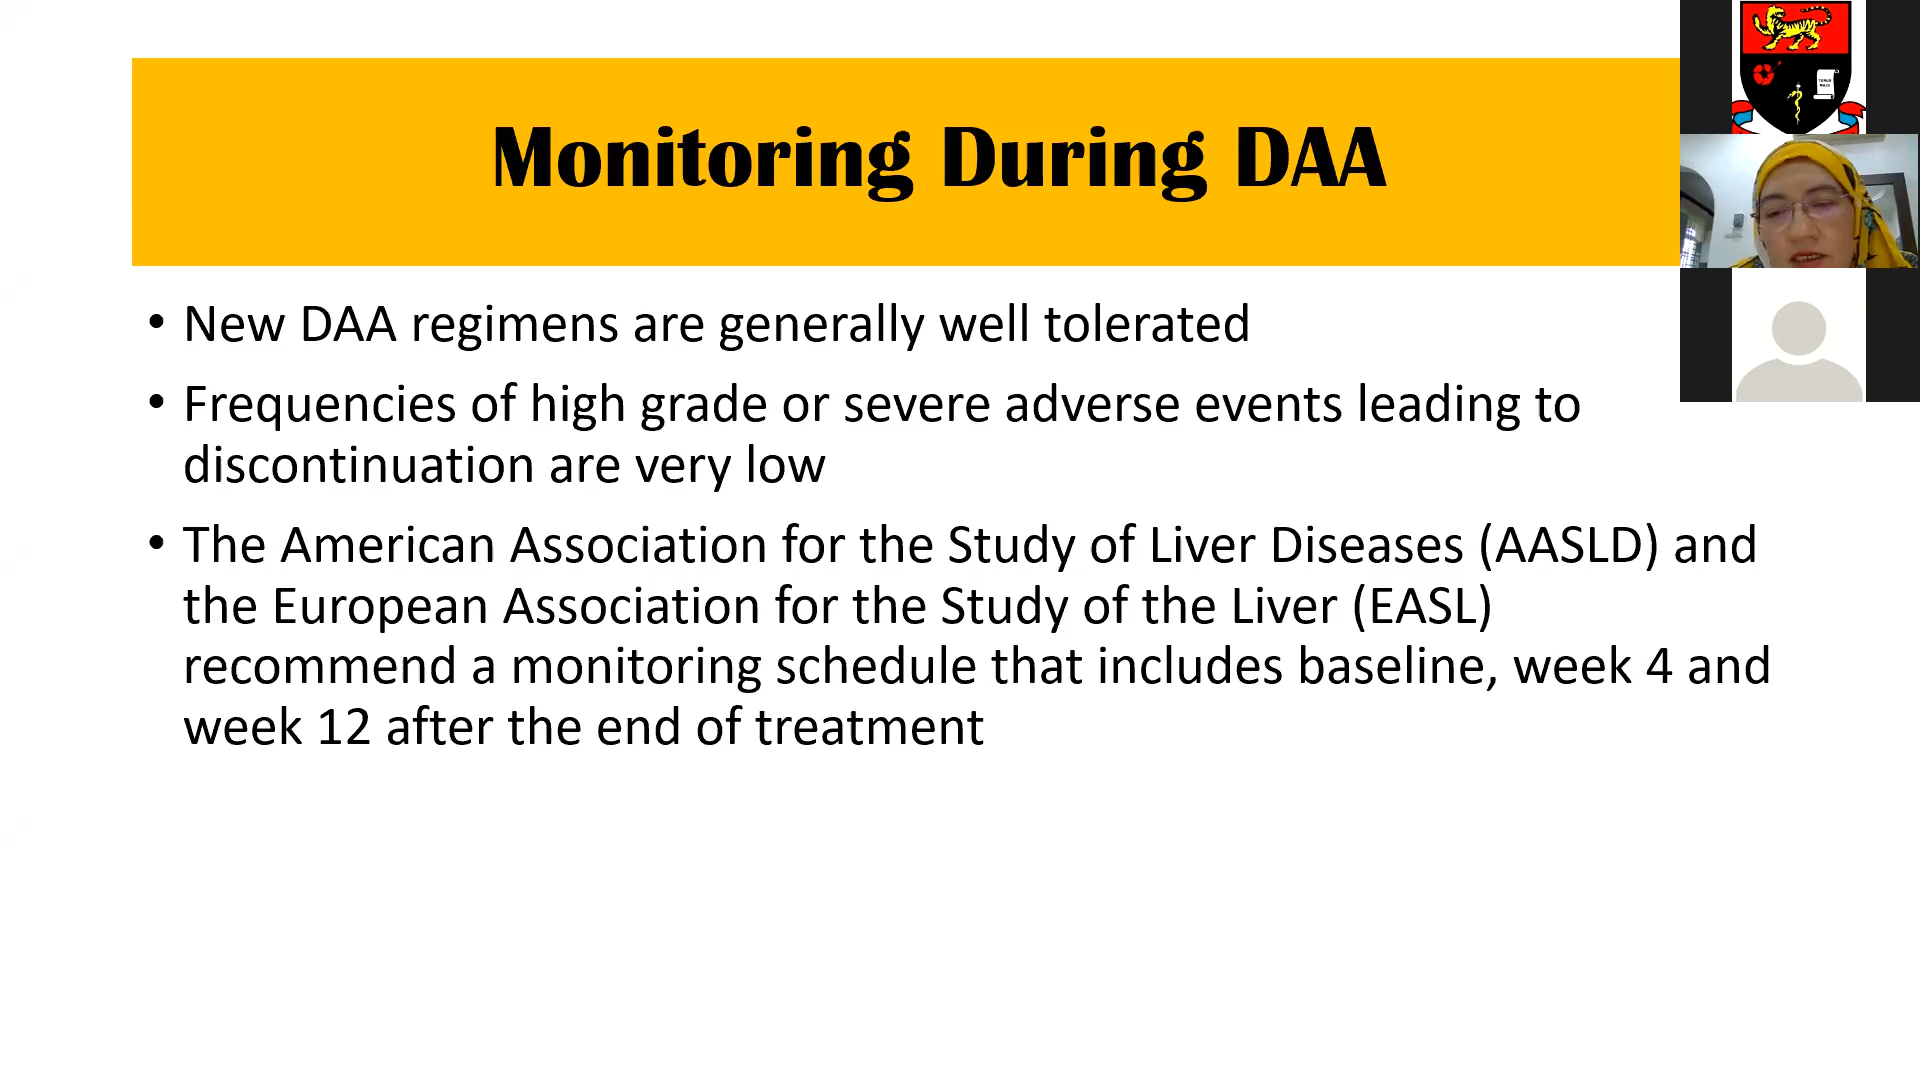 Monitoring During DAA
• New DAA regimens are generally well tolerated
• Frequencies of high grade or severe adverse events leading to
discontinuation are very low
• The American Association for the Study of Liver Diseases (AASLD) and
the European Association for the Study of the Liver (EASL)
recommend a monitoring schedule that includes baseline, week 4 and
week 12 after the end of treatment